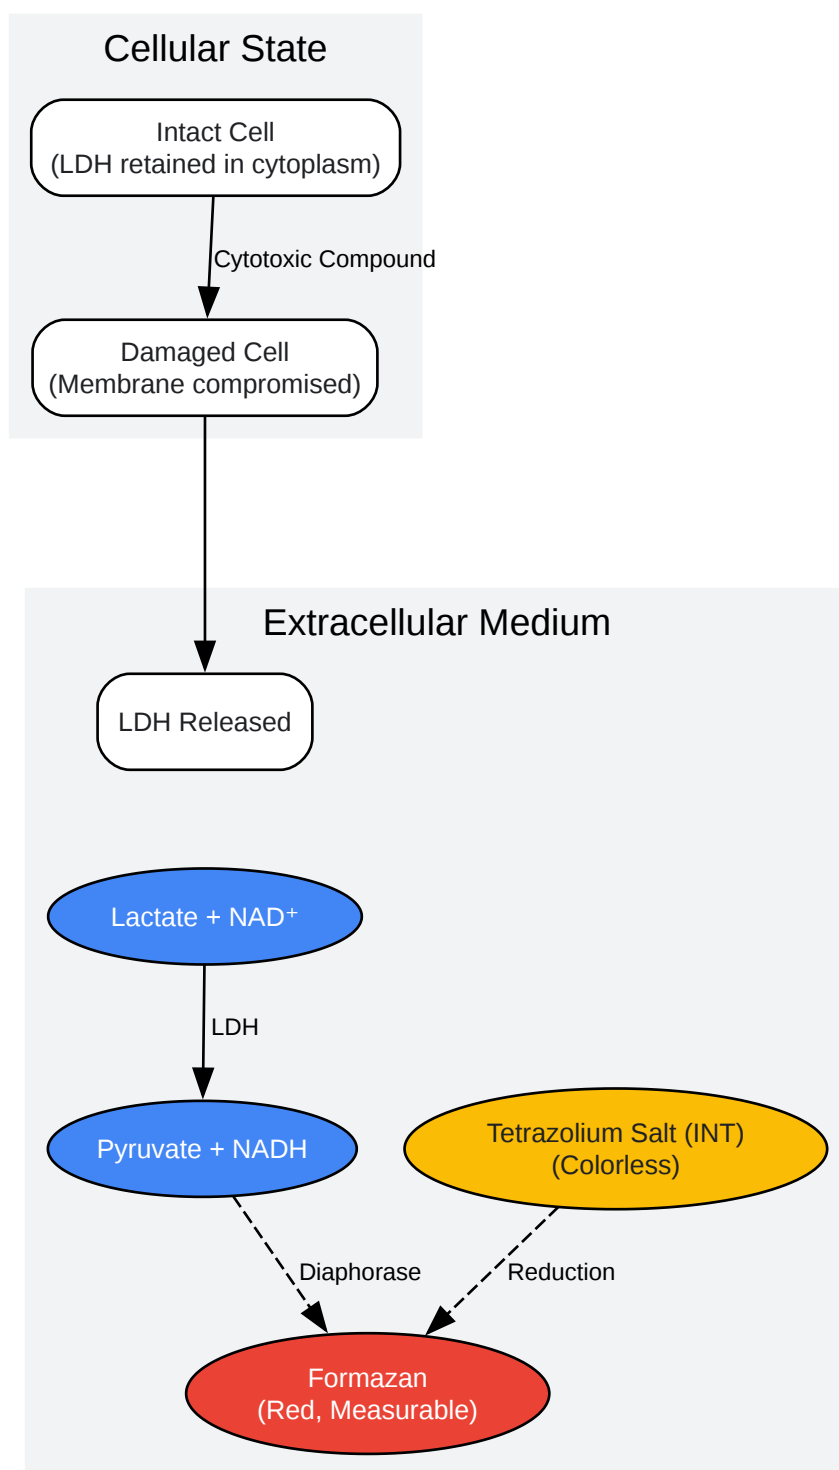 Cellular State
Intact Cell
(LDH retained in cytoplasm)
Cytotoxic Compound
Damaged Cell
(Membrane compromised)
Extracellular Medium
LDH Released
Lactate + NAD⁺
LDH
Pyruvate + NADH
Tetrazolium Salt (INT)
(Colorless)
Diaphorase
Reduction
Formazan
(Red, Measurable)